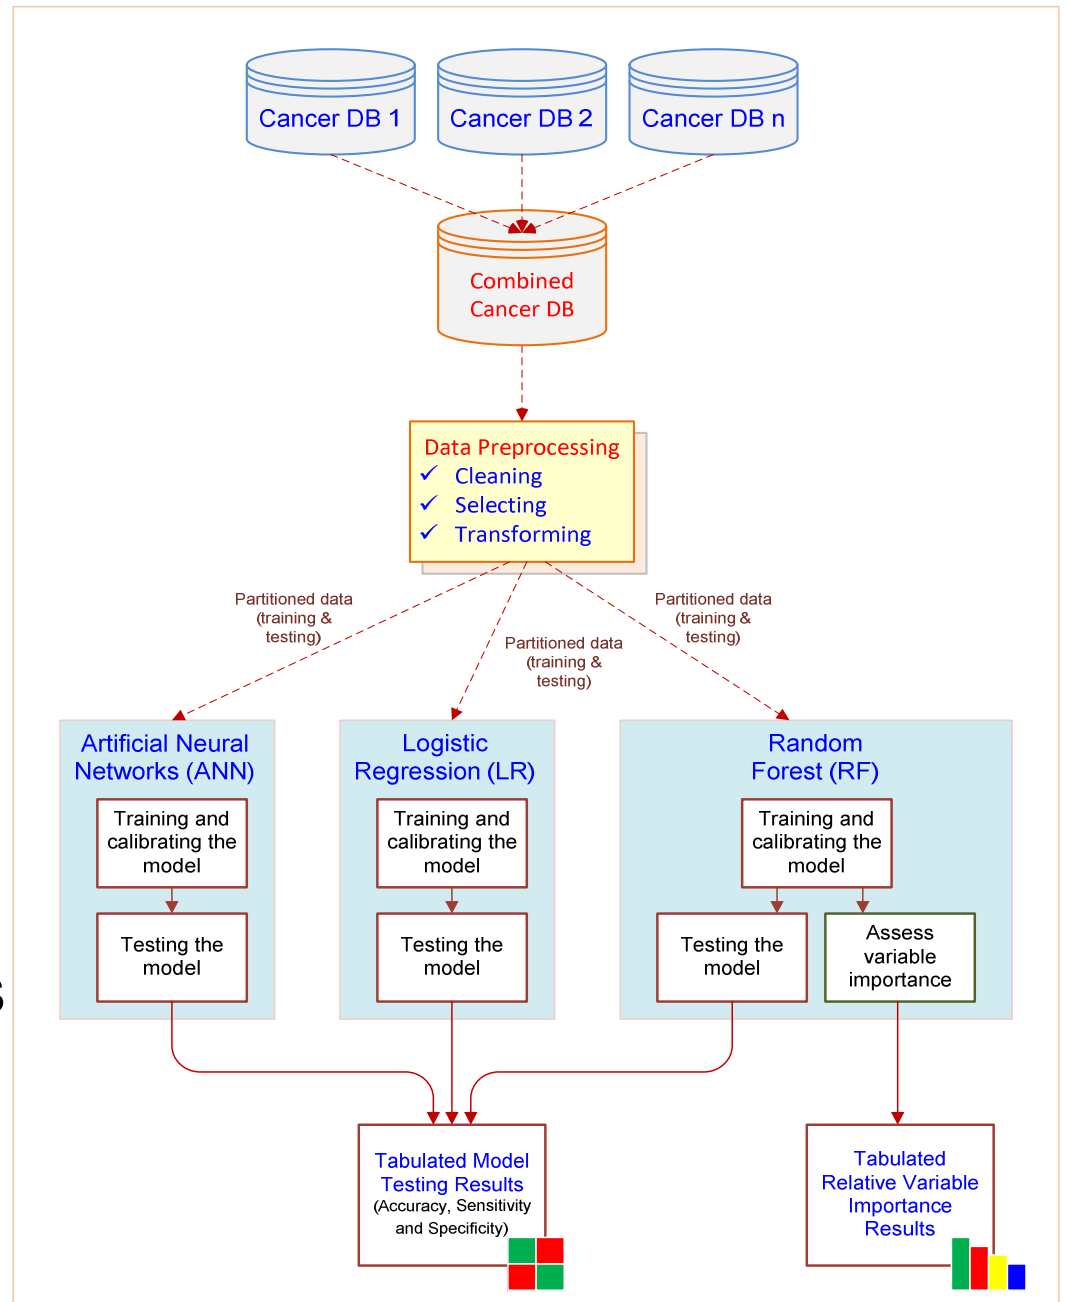 Cancer DB 1
Cancer DB 2
Cancer DB n
Combined
Cancer DB
Data Preprocessing
✓ Cleaning
✓ Selecting
✓ Transforming
Partitioned data
(training &
testing)
Partitioned data
(training &
testing)
Partitioned data
(training &
testing)
Artificial Neural
Networks (ANN)
Training and
calibrating the
model
Testing the
model
Logistic
Regression (LR)
Training and
calibrating the
model
Testing the
model
Random
Forest (RF)
Training and
calibrating the
model
Testing the
model
Assess
variable
importance
s
Tabulated Model
Testing Results
(Accuracy, Sensitivity
and Specificity)
Tabulated
Relative Variable
Importance
Results